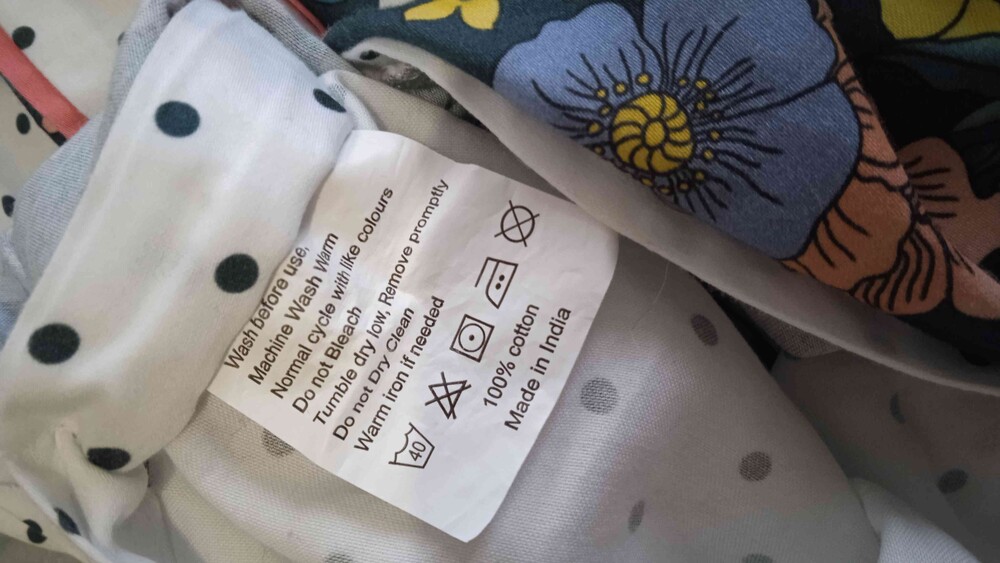 Wash before use,
Machine Wash Warm
Normal cycle with like colours
Do not Bleach
Tumble dry low, Remove promptly
Do not Dry Clean
Warm iron if needed
40
100% cotton
Made in India